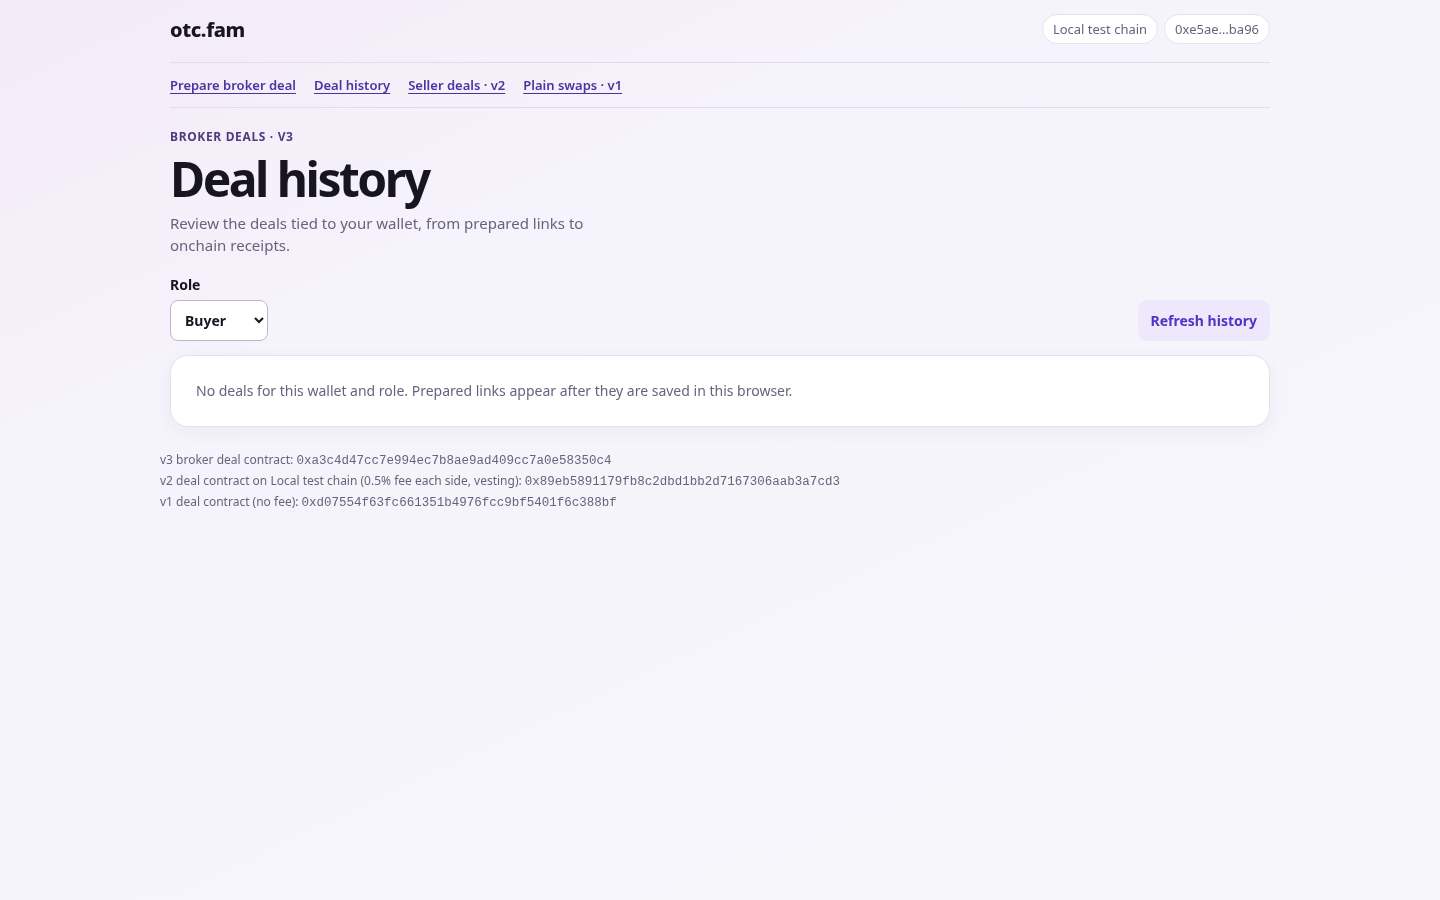 otc.fam
Local test chain
0xe5ae…ba96
Prepare broker deal
Deal history
Seller deals · v2
Plain swaps · v1
BROKER DEALS · V3
Deal history
Review the deals tied to your wallet, from prepared links to
onchain receipts.
Role
Buyer
Refresh history
No deals for this wallet and role. Prepared links appear after they are saved in this browser.
v3 broker deal contract: 0xa3c4d47cc7e994ec7b8ae9ad409cc7a0e58350c4
v2 deal contract on Local test chain (0.5% fee each side, vesting): 0x89eb5891179fb8c2dbd1bb2d7167306aab3a7cd3
v1 deal contract (no fee): 0xd07554f63fc661351b4976fcc9bf5401f6c388bf